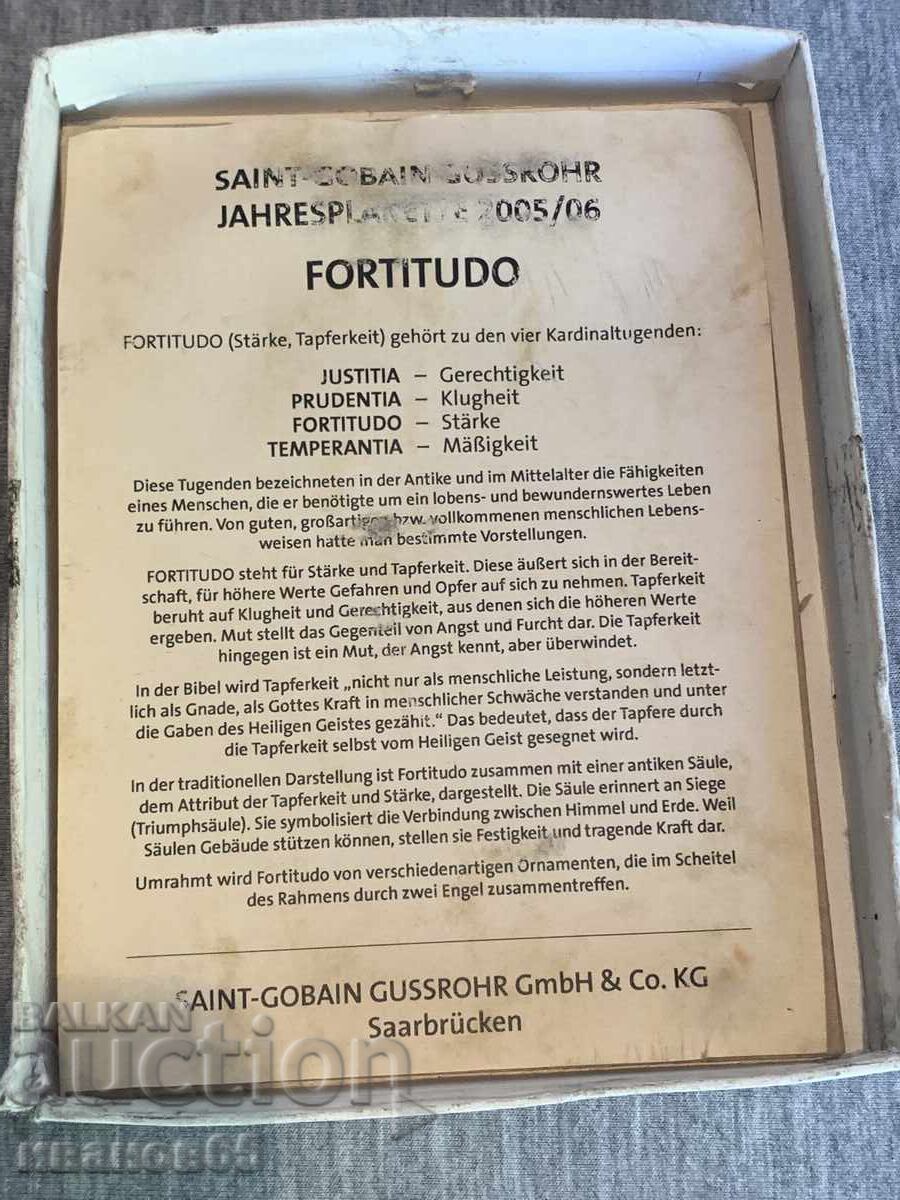 SAINT-GOBAIN GUSSROHR
JAHRESPLAKETTE 2005/06
FORTITUDO
FORTITUDO (Stärke, Tapferkeit) gehört zu den vier Kardinaltugenden:
JUSTITIA – Gerechtigkeit
PRUDENTIA – Klugheit
FORTITUDO – Stärke
TEMPERANTIA – Mäßigkeit
Diese Tugenden bezeichneten in der Antike und im Mittelalter die Fähigkeiten
eines Menschen, die er benötigte um ein lobens- und bewundernswertes Leben
zu führen. Von guten, großartigen bzw. vollkommenen menschlichen Lebens-
weisen hatte man bestimmte Vorstellungen.
FORTITUDO steht für Stärke und Tapferkeit. Diese äußert sich in der Bereit-
schaft, für höhere Werte Gefahren und Opfer auf sich zu nehmen. Tapferkeit
beruht auf Klugheit und Gerechtigkeit, aus denen sich die höheren Werte
ergeben. Mut stellt das Gegenteil von Angst und Furcht dar. Die Tapferkeit
hingegen ist ein Mut, der Angst kennt, aber überwindet.
In der Bibel wird Tapferkeit „nicht nur als menschliche Leistung, sondern letzt-
lich als Gnade, als Gottes Kraft in menschlicher Schwäche verstanden und unter
die Gaben des Heiligen Geistes gezählt.“ Das bedeutet, dass der Tapfere durch
die Tapferkeit selbst vom Heiligen Geist gesegnet wird.
In der traditionellen Darstellung ist Fortitudo zusammen mit einer antiken Säule,
dem Attribut der Tapferkeit und Stärke, dargestellt. Die Säule erinnert an Siege
(Triumphsäule). Sie symbolisiert die Verbindung zwischen Himmel und Erde. Weil
Säulen Gebäude stützen können, stellen sie Festigkeit und tragende Kraft dar.
Umrahmt wird Fortitudo von verschiedenartigen Ornamenten, die im Scheitel
des Rahmens durch zwei Engel zusammentreffen.
SAINT-GOBAIN GUSSROHR GmbH & Co. KG
Saarbrücken
BALKAN
auction
иванов65